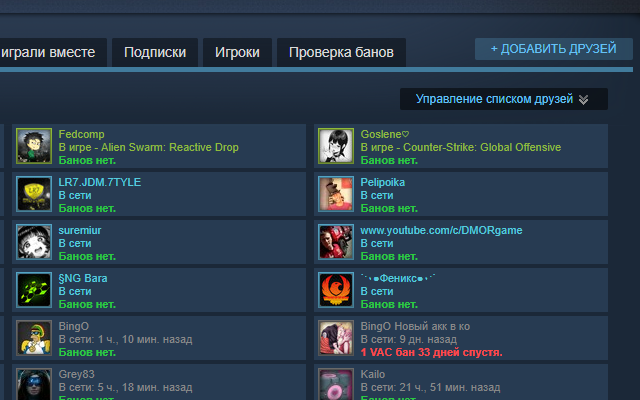 играли вместе Подписки Игроки Проверка банов + ДОБАВИТЬ ДРУЗЕЙ
Управление списком друзей
Fedcomp
В игре - Alien Swarm: Reactive Drop
Банов нет.
Goslene♡
В игре - Counter-Strike: Global Offensive
Банов нет.
LR7.JDM.7TYLE
В сети
Банов нет.
Pelipoika
В сети
Банов нет.
suremiur
В сети
Банов нет.
www.youtube.com/c/DMORgame
В сети
Банов нет.
§NG Bara
В сети
Банов нет.
Феникс
В сети
Банов нет.
BingO
В сети: 1 ч., 10 мин. назад
Банов нет.
BingO Новый акк в ко
В сети: 9 дн. назад
1 VAC бан 33 дней спустя.
Grey83
В сети: 5 ч., 18 мин. назад
Kailo
В сети: 21 ч., 51 мин. назад